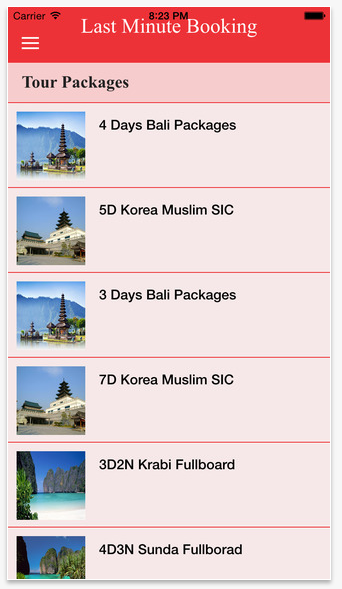 Carrier 8:23 PM
Last Minute Booking
Tour Packages
4 Days Bali Packages
5D Korea Muslim SIC
3 Days Bali Packages
7D Korea Muslim SIC
3D2N Krabi Fullboard
4D3N Sunda Fullborad